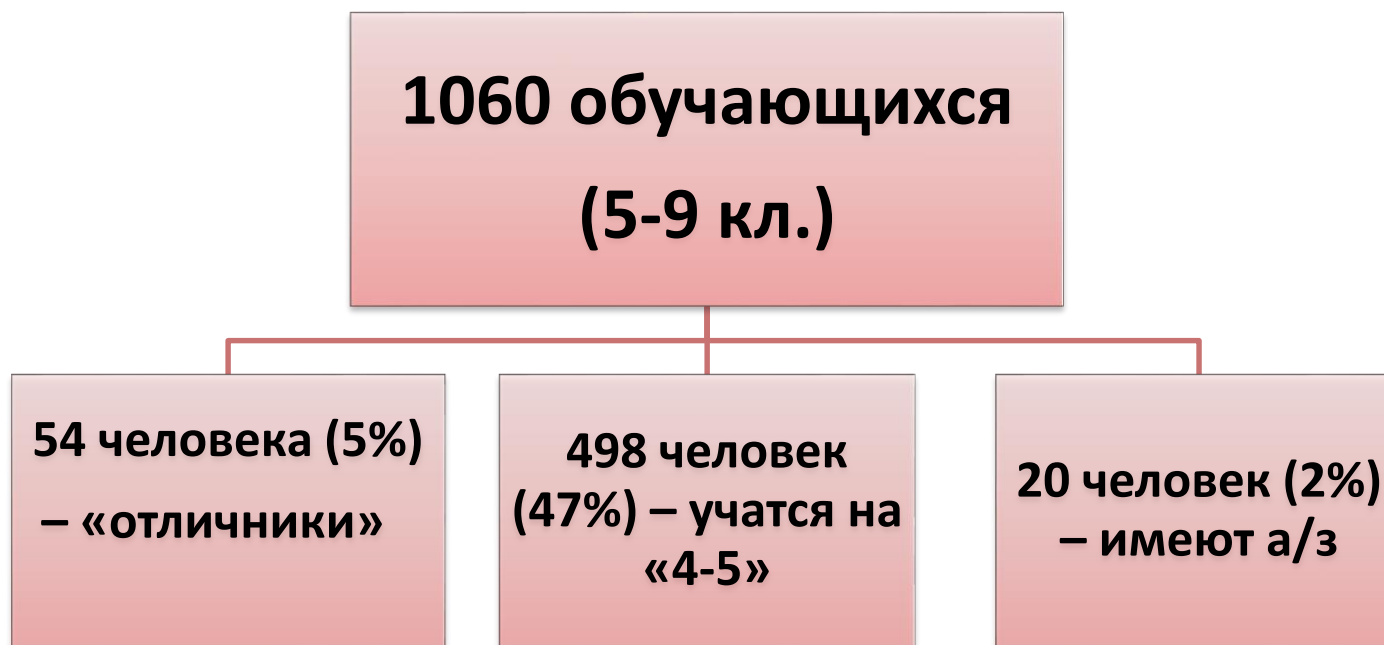 1060 обучающихся
(5-9 кл.)
54 человека (5%)
– «отличники»
498 человек
(47%) – учатся на
«4-5»
20 человек (2%)
– имеют а/з